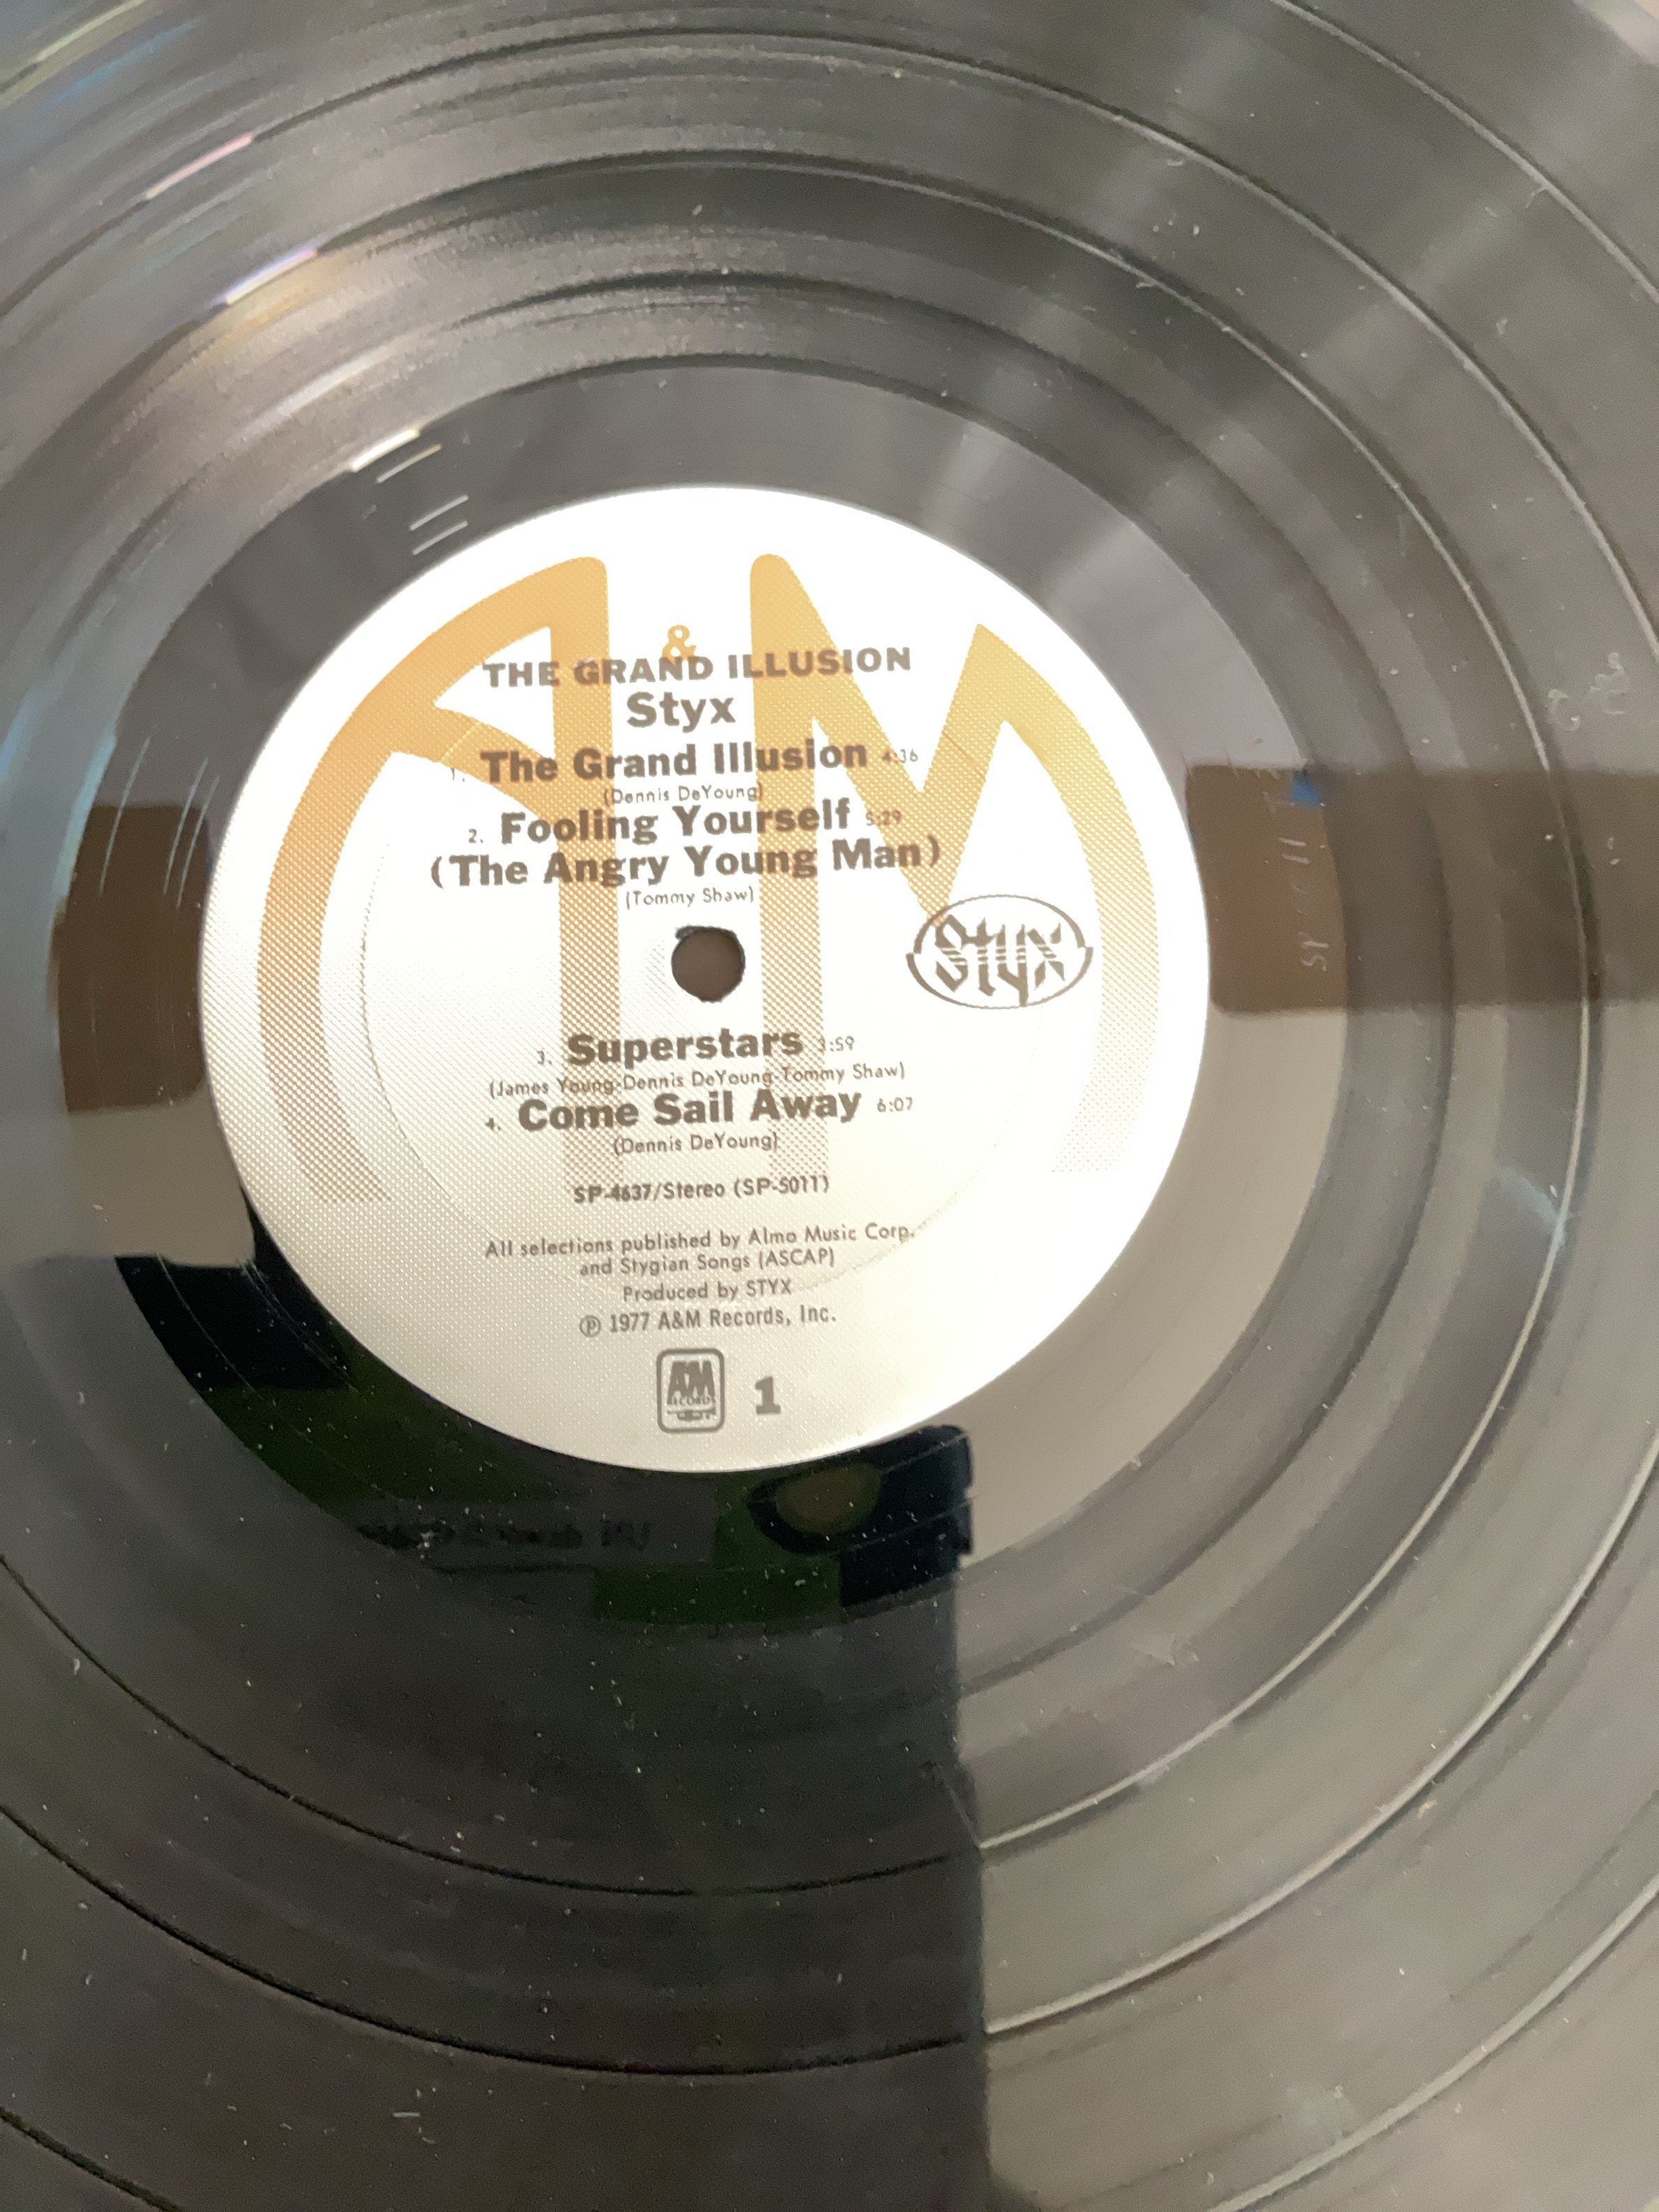 A&M
THE GRAND ILLUSION
Styx
1. The Grand Illusion 4:36
(Dennis DeYoung)
2. Fooling Yourself 5:29
(The Angry Young Man)
(Tommy Shaw)
Styx
3. Superstars 3:59
(James Young-Dennis DeYoung-Tommy Shaw)
4. Come Sail Away 6:07
(Dennis DeYoung)
SP-4637/Stereo (SP-5011)
All selections published by Almo Music Corp.
and Stygian Songs (ASCAP)
Produced by STYX
℗ 1977 A&M Records, Inc.
A&M
RECORDS
1